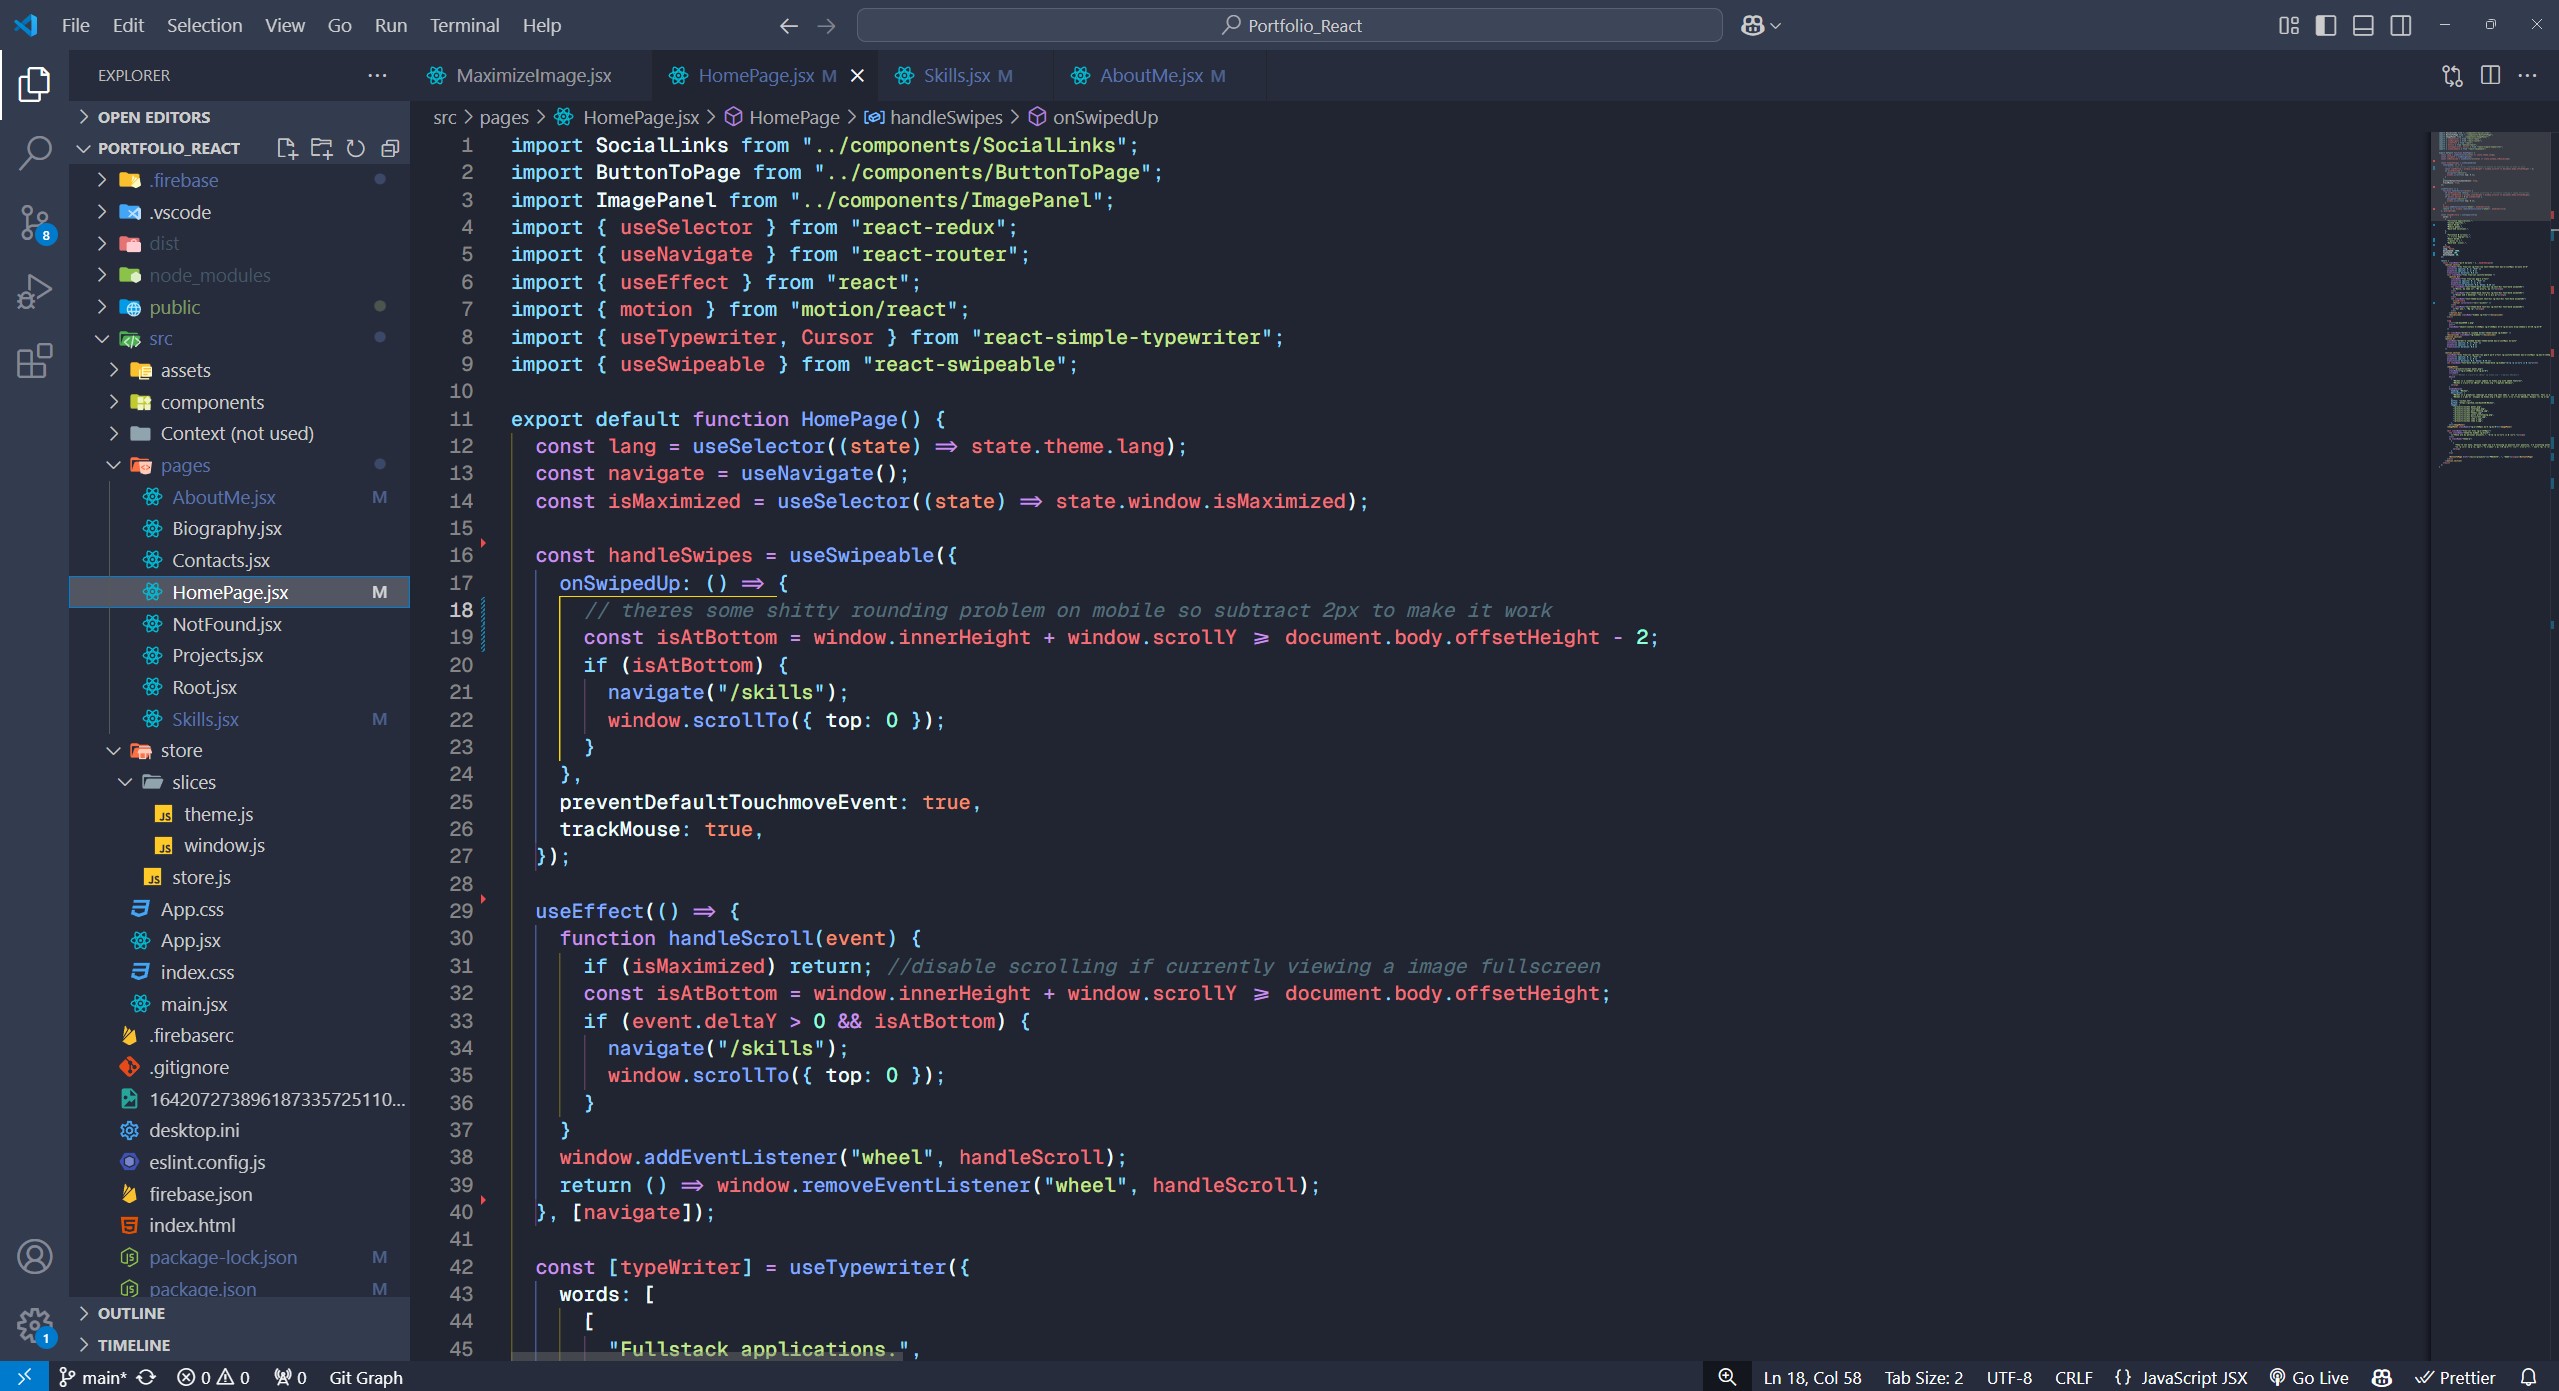 File Edit Selection View Go Run Terminal Help
Portfolio_React
EXPLORER
MaximizeImage.jsx
HomePage.jsx M
Skills.jsx M
AboutMe.jsx M
OPEN EDITORS
PORTFOLIO_REACT
.firebase
.vscode
dist
node_modules
public
src
assets
components
Context (not used)
pages
AboutMe.jsx M
Biography.jsx
Contacts.jsx
HomePage.jsx M
NotFound.jsx
Projects.jsx
Root.jsx
Skills.jsx M
store
slices
theme.js
window.js
store.js
App.css
App.jsx
index.css
main.jsx
.firebaserc
.gitignore
164207273896187335725110...
desktop.ini
eslint.config.js
firebase.json
index.html
package-lock.json M
package.json M
OUTLINE
TIMELINE
8
1
src > pages > HomePage.jsx > HomePage > handleSwipes > onSwipedUp
1 import SocialLinks from "../components/SocialLinks";
2 import ButtonToPage from "../components/ButtonToPage";
3 import ImagePanel from "../components/ImagePanel";
4 import { useSelector } from "react-redux";
5 import { useNavigate } from "react-router";
6 import { useEffect } from "react";
7 import { motion } from "motion/react";
8 import { useTypewriter, Cursor } from "react-simple-typewriter";
9 import { useSwipeable } from "react-swipeable";
10
11 export default function HomePage() {
12 const lang = useSelector((state) => state.theme.lang);
13 const navigate = useNavigate();
14 const isMaximized = useSelector((state) => state.window.isMaximized);
15
16 const handleSwipes = useSwipeable({
17 onSwipedUp: () => {
18 // theres some shitty rounding problem on mobile so subtract 2px to make it work
19 const isAtBottom = window.innerHeight + window.scrollY >= document.body.offsetHeight - 2;
20 if (isAtBottom) {
21 navigate("/skills");
22 window.scrollTo({ top: 0 });
23 }
24 },
25 preventDefaultTouchmoveEvent: true,
26 trackMouse: true,
27 });
28
29 useEffect(() => {
30 function handleScroll(event) {
31 if (isMaximized) return; //disable scrolling if currently viewing a image fullscreen
32 const isAtBottom = window.innerHeight + window.scrollY >= document.body.offsetHeight;
33 if (event.deltaY > 0 && isAtBottom) {
34 navigate("/skills");
35 window.scrollTo({ top: 0 });
36 }
37 }
38 window.addEventListener("wheel", handleScroll);
39 return () => window.removeEventListener("wheel", handleScroll);
40 }, [navigate]);
41
42 const [typeWriter] = useTypewriter({
43 words: [
44 [
45 "Fullstack applications.",
main* 0 0 0 Git Graph
Ln 18, Col 58 Tab Size: 2 UTF-8 CRLF {} JavaScript JSX Go Live Prettier